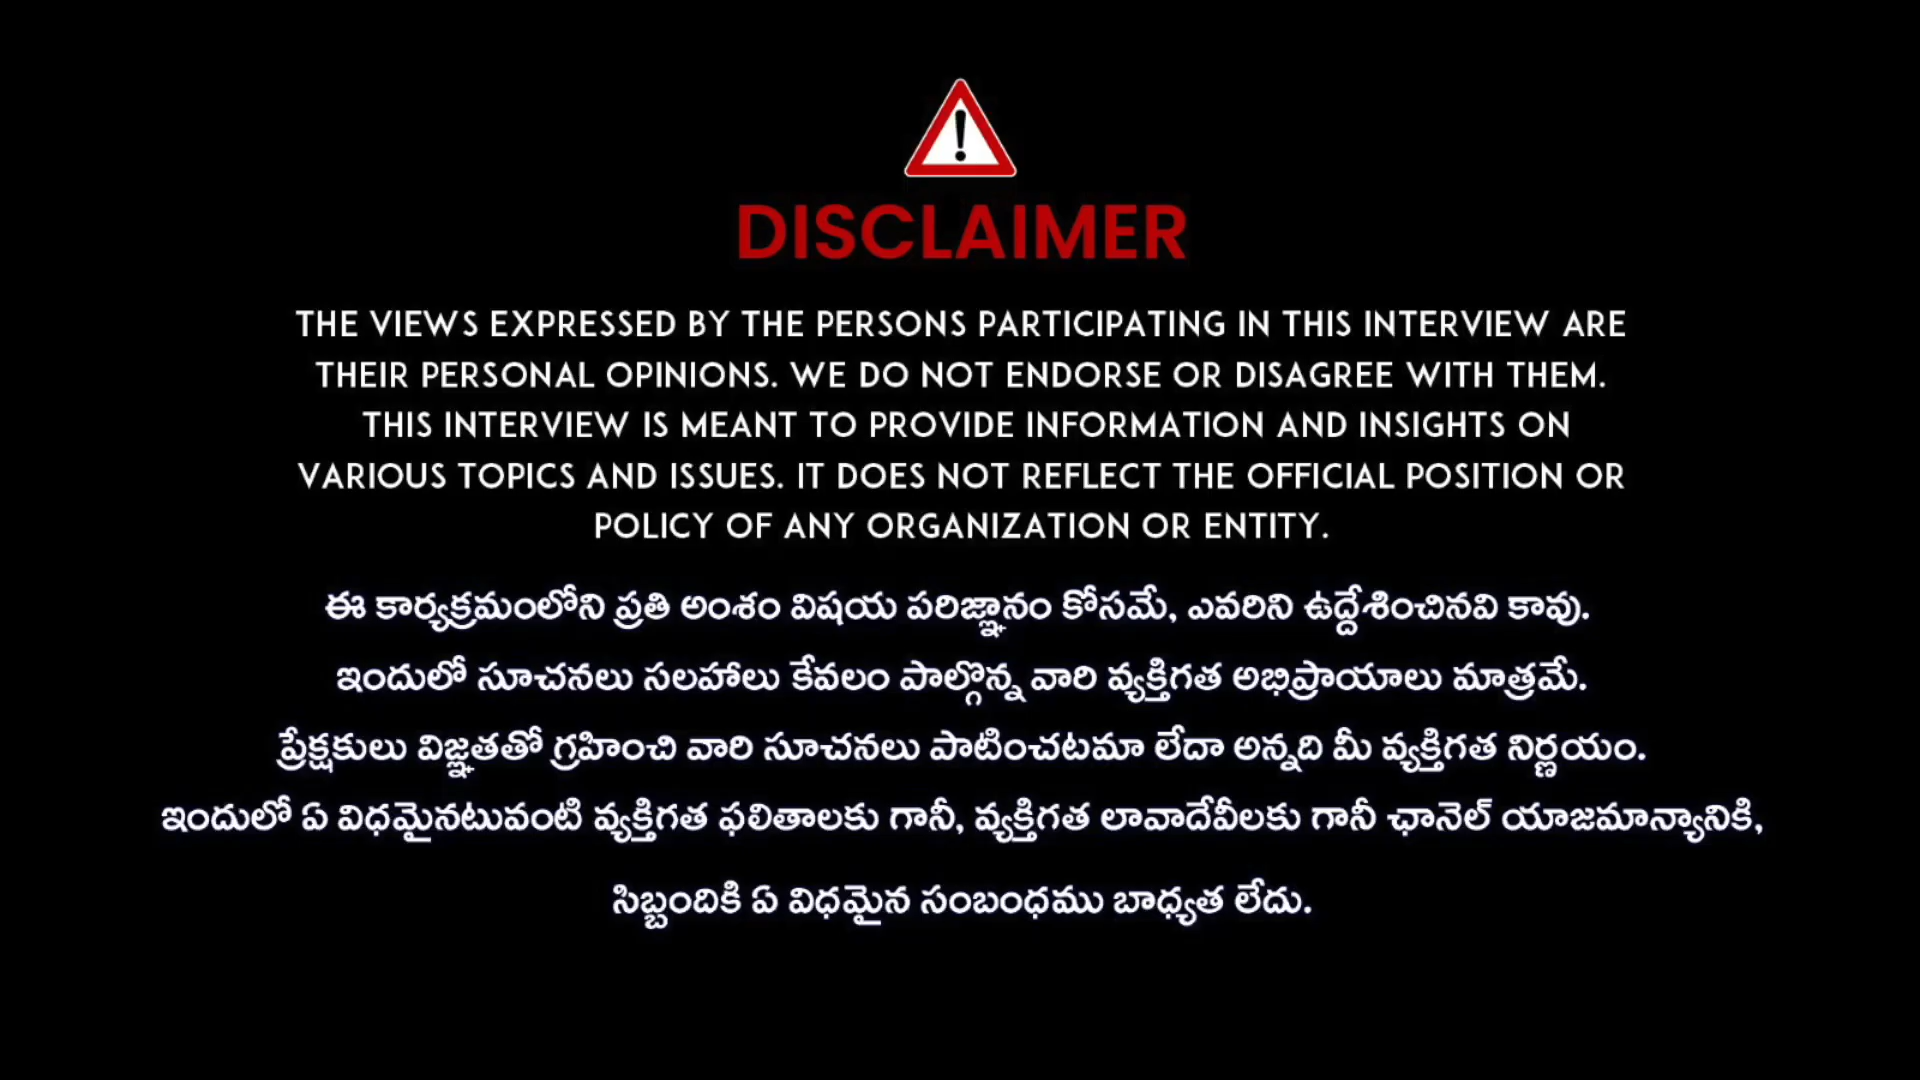 DISCLAIMER
THE VIEWS EXPRESSED BY THE PERSONS PARTICIPATING IN THIS INTERVIEW ARE
THEIR PERSONAL OPINIONS. WE DO NOT ENDORSE OR DISAGREE WITH THEM.
THIS INTERVIEW IS MEANT TO PROVIDE INFORMATION AND INSIGHTS ON
VARIOUS TOPICS AND ISSUES. IT DOES NOT REFLECT THE OFFICIAL POSITION OR
POLICY OF ANY ORGANIZATION OR ENTITY.
ఈ కార్యక్రమంలోని ప్రతి అంశం విషయ పరిజ్ఞానం కోసమే, ఎవరిని ఉద్దేశించినవి కావు.
ఇందులో సూచనలు సలహాలు కేవలం పాల్గొన్న వారి వ్యక్తిగత అభిప్రాయాలు మాత్రమే.
ప్రేక్షకులు విజ్ఞతతో గ్రహించి వారి సూచనలు పాటించటమా లేదా అన్నది మీ వ్యక్తిగత నిర్ణయం.
ఇందులో ఏ విధమైనటువంటి వ్యక్తిగత ఫలితాలకు గానీ, వ్యక్తిగత లావాదేవీలకు గానీ ఛానెల్ యాజమాన్యానికి,
సిబ్బందికి ఏ విధమైన సంబంధము బాధ్యత లేదు.